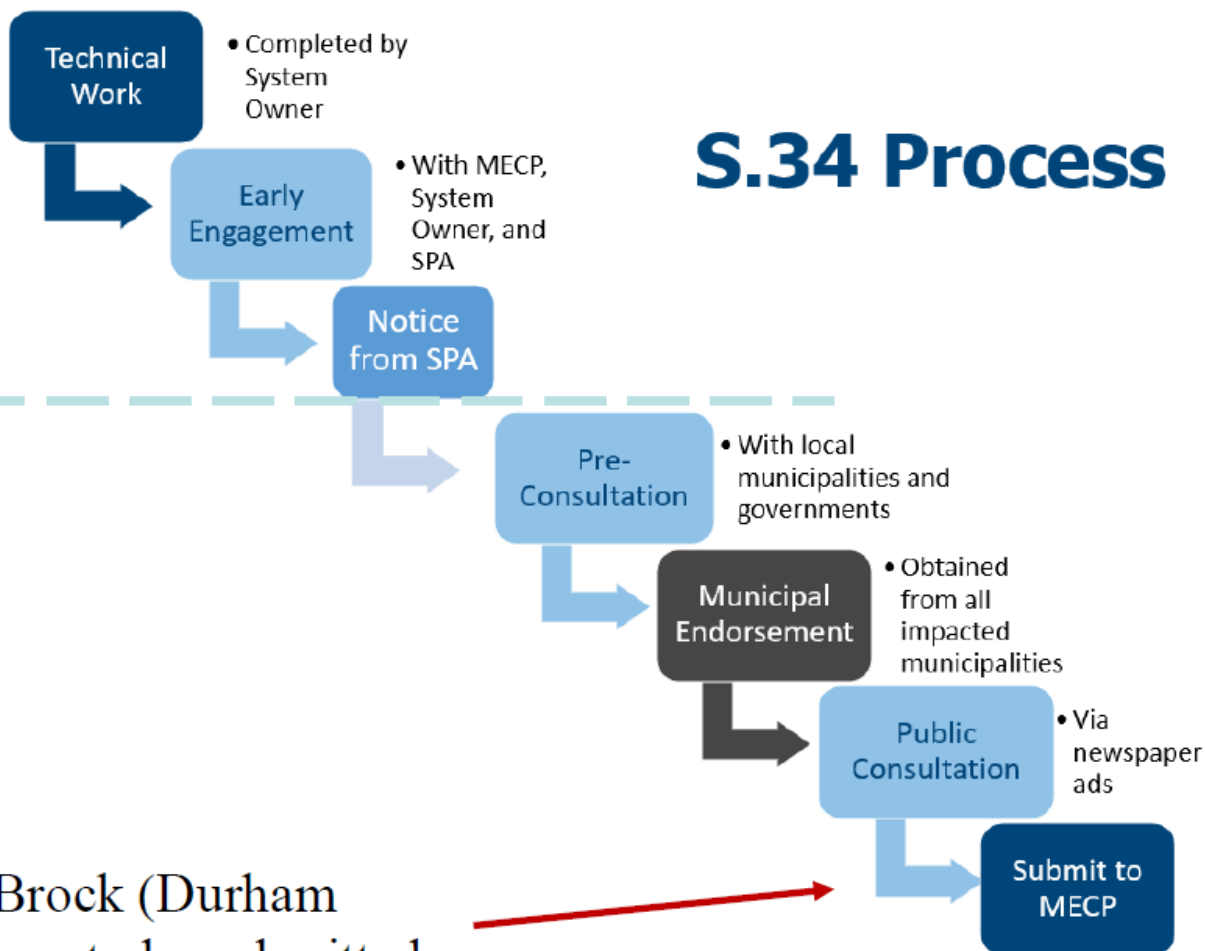 Technical
Work
• Completed by
System
Owner
S.34 Process
Early
Engagement
• With MECP,
System
Owner, and
SPA
Notice
from SPA
Pre-
Consultation
• With local
municipalities and
governments
Municipal
Endorsement
• Obtained
from all
impacted
municipalities
Public
Consultation
• Via
newspaper
ads
Submit to
MECP
Brock (Durham